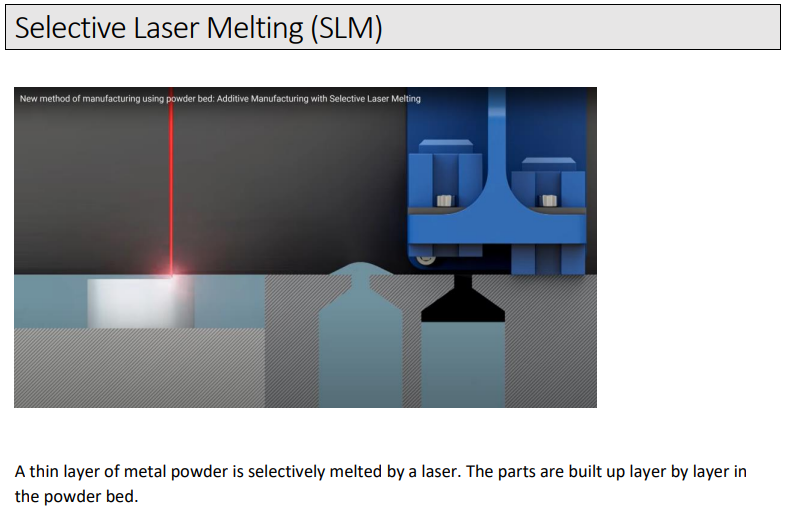 Selective Laser Melting (SLM)
New method of manufacturing using powder bed: Additive Manufacturing with Selective Laser Melting
A thin layer of metal powder is selectively melted by a laser. The parts are built up layer by layer in
the powder bed.